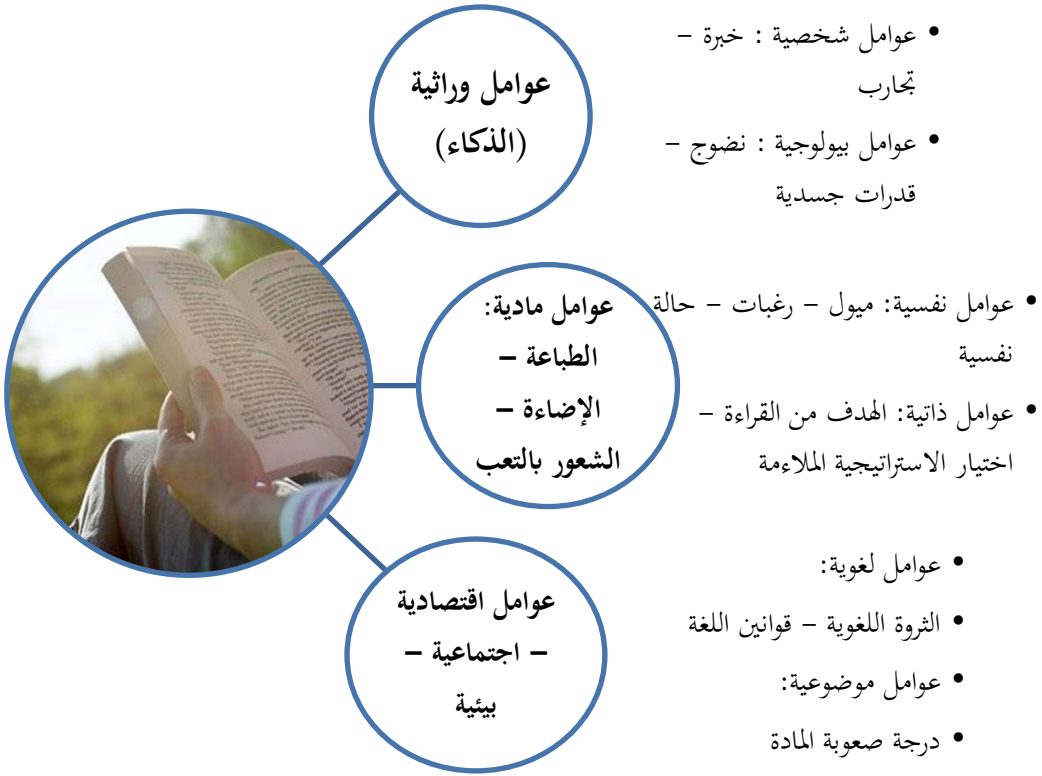 عوامل وراثية
(الذكاء)
• عوامل شخصية : خبرة –
تجارب
• عوامل بيولوجية : نضوج –
قدرات جسدية
عوامل مادية:
الطباعة –
الإضاءة –
الشعور بالتعب
• عوامل نفسية: ميول – رغبات – حالة
نفسية
• عوامل ذاتية: الهدف من القراءة –
اختيار الاستراتيجية الملاءمة
عوامل اقتصادية
– اجتماعية –
بيئية
• عوامل لغوية:
• الثروة اللغوية – قوانين اللغة
• عوامل موضوعية:
• درجة صعوبة المادة